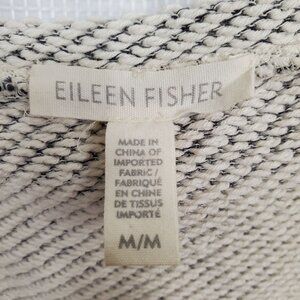 EILEEN FISHER
MADE IN
CHINA OF
IMPORTED
FABRIC /
FABRIQUÉ
EN CHINE
DE TISSUS
IMPORTÉ
M/M